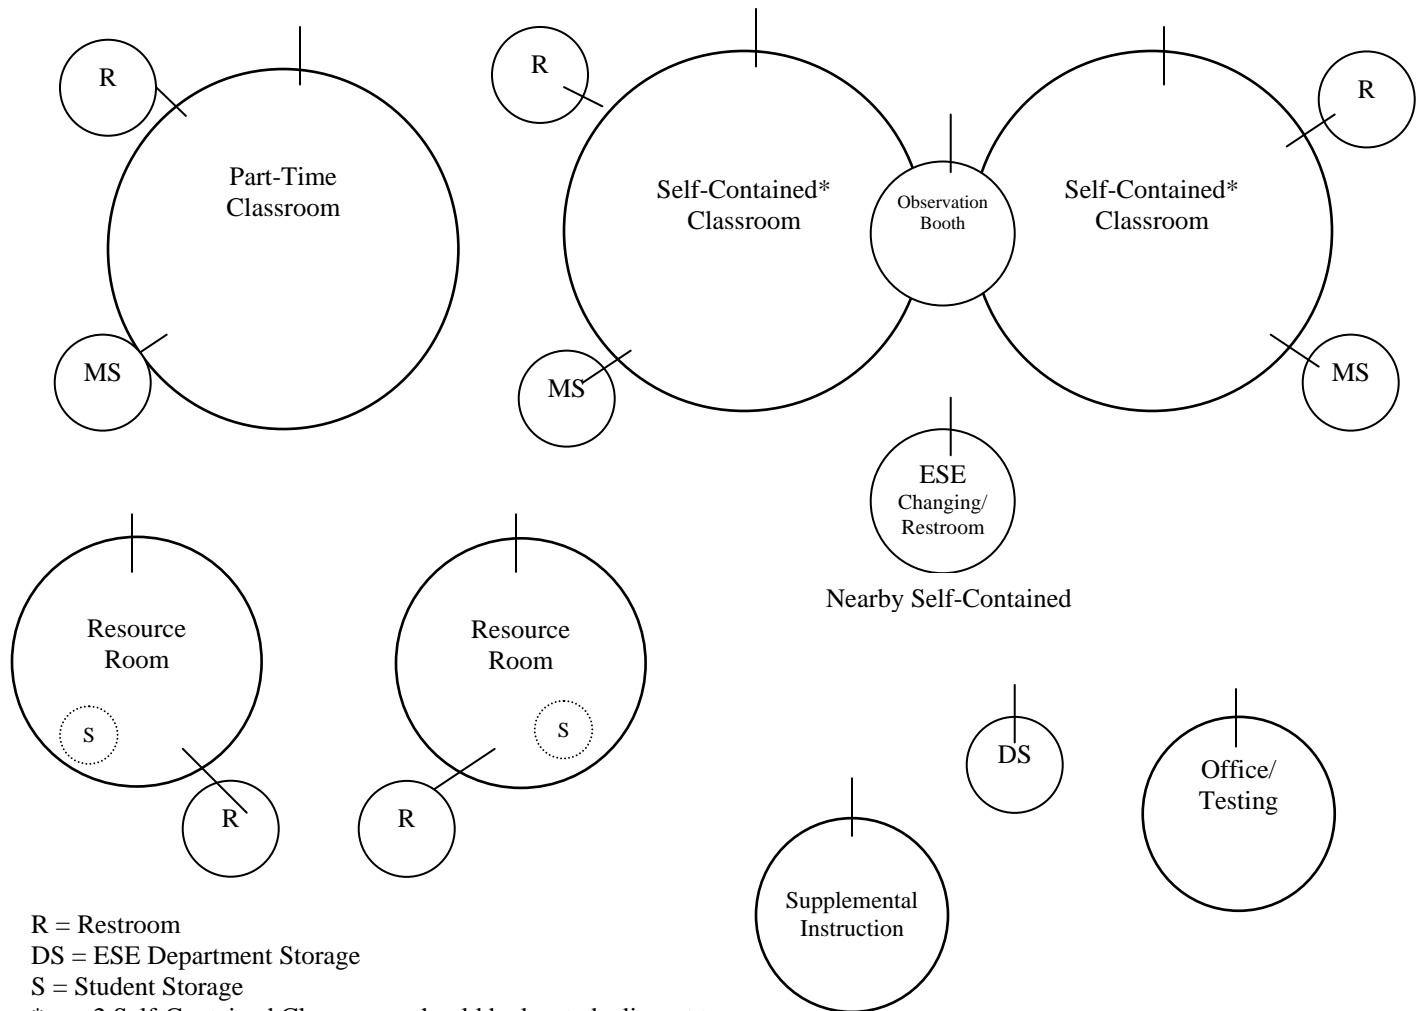 R
R
R
Part-Time
Classroom
Self-Contained*
Classroom
Observation
Booth
Self-Contained*
Classroom
MS
MS
MS
ESE
Changing/
Restroom
Nearby Self-Contained
Resource
Room
S
R
Resource
Room
S
R
DS
Office/
Testing
Supplemental
Instruction
R = Restroom
DS = ESE Department Storage
S = Student Storage